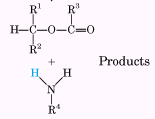 R¹ R³
H—C—O—C=O
R²
+ Products
H H
N
R⁴